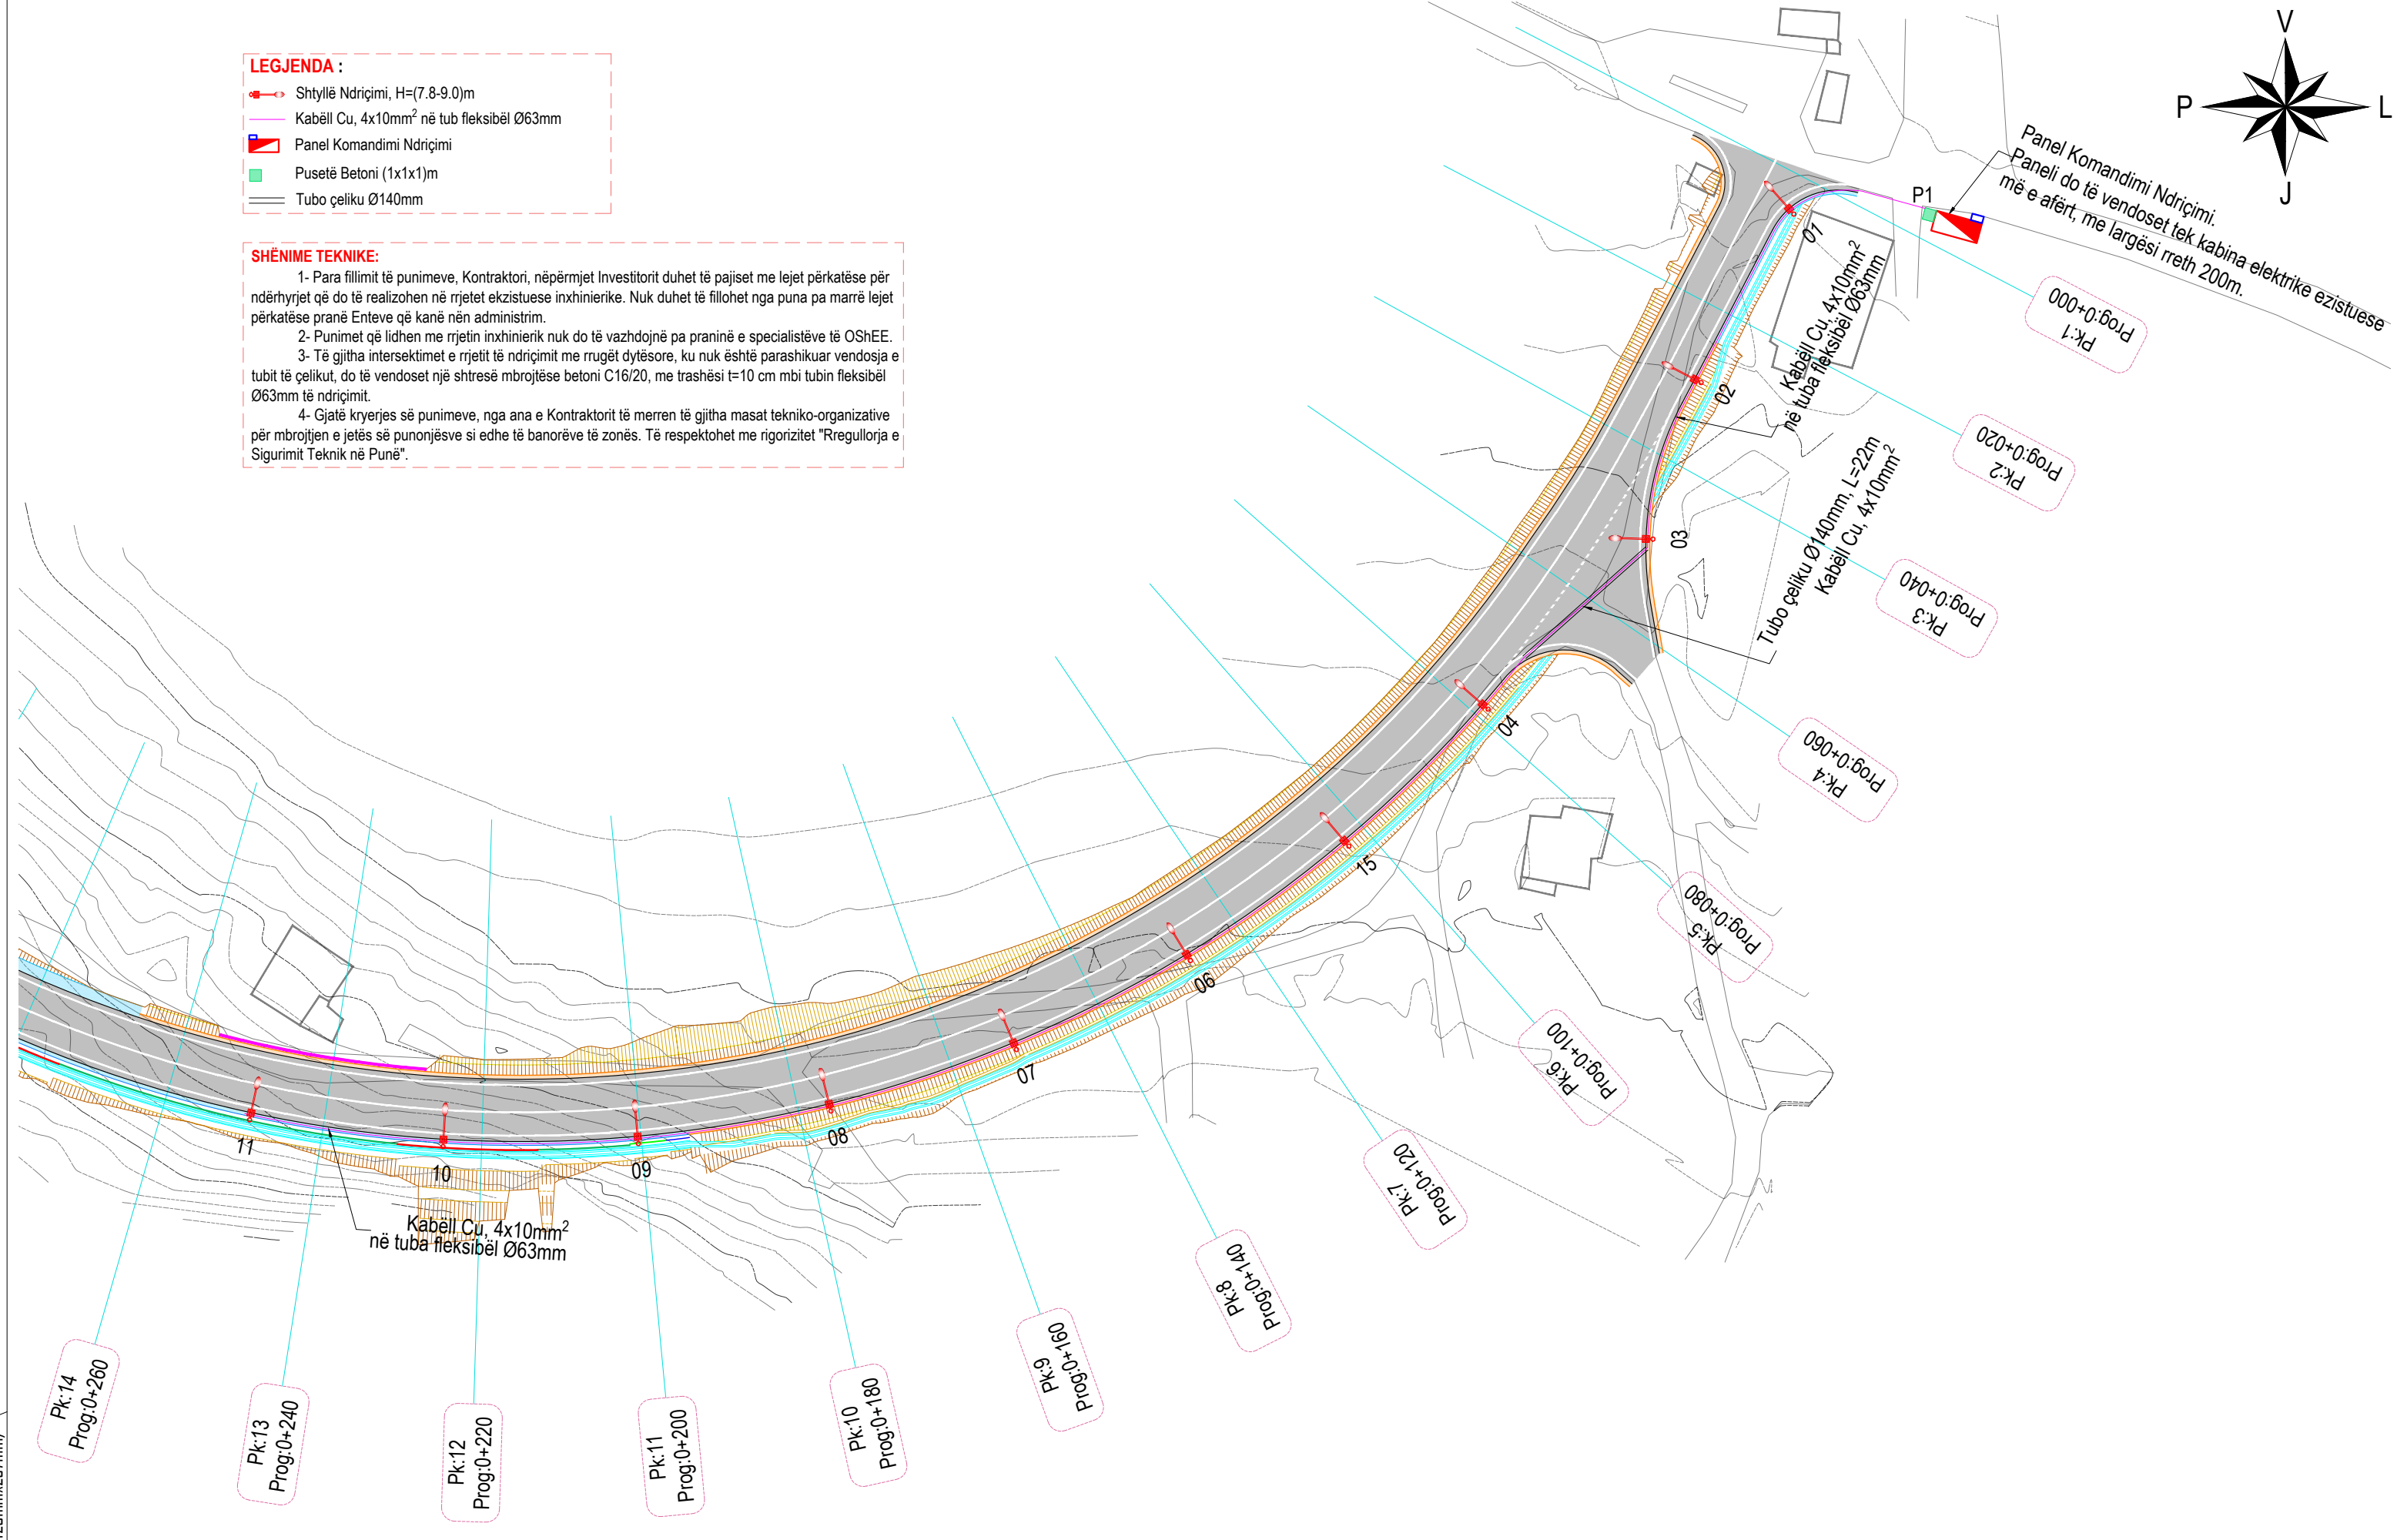 LEGJENDA :
Shtyllë Ndriçimi, H=(7.8-9.0)m
Kabëll Cu, 4x10mm² në tub fleksibël Ø63mm
Panel Komandimi Ndriçimi
Pusetë Betoni (1x1x1)m
Tubo çeliku Ø140mm
SHËNIME TEKNIKE:
1- Para fillimit të punimeve, Kontraktori, nëpërmjet Investitorit duhet të pajiset me lejet përkatëse për
ndërhyrjet që do të realizohen në rrjetet ekzistuese inxhinierike. Nuk duhet të fillohet nga puna pa marrë lejet
përkatëse pranë Enteve që kanë nën administrim.
2- Punimet që lidhen me rrjetin inxhinierik nuk do të vazhdojnë pa praninë e specialistëve të OShEE.
3- Të gjitha intersektimet e rrjetit të ndriçimit me rrugët dytësore, ku nuk është parashikuar vendosja e
tubit të çelikut, do të vendoset një shtresë mbrojtëse betoni C16/20, me trashësi t=10 cm mbi tubin fleksibël
Ø63mm të ndriçimit.
4- Gjatë kryerjes së punimeve, nga ana e Kontraktorit të merren të gjitha masat tekniko-organizative
për mbrojtjen e jetës së punonjësve si edhe të banorëve të zonës. Të respektohet me rigorizitet "Rregullorja e
Sigurimit Teknik në Punë".
V
P
L
J
Panel Komandimi Ndriçimi.
Paneli do të vendoset tek kabina elektrike ezistuese
më e afërt, me largësi rreth 200m.
P1
01
Kabëll Cu, 4x10mm²
në tuba fleksibël Ø63mm
02
03
Tubo çeliku Ø140mm, L=22m
Kabëll Cu, 4x10mm²
04
15
06
07
08
09
10
11
Kabëll Cu, 4x10mm²
në tuba fleksibël Ø63mm
Pk:1
Prog:0+000
Pk:2
Prog:0+020
Pk:3
Prog:0+040
Pk:4
Prog:0+060
Pk:5
Prog:0+080
Pk:6
Prog:0+100
Pk:7
Prog:0+120
Pk:8
Prog:0+140
Pk:9
Prog:0+160
Pk:10
Prog:0+180
Pk:11
Prog:0+200
Pk:12
Prog:0+220
Pk:13
Prog:0+240
Pk:14
Prog:0+260